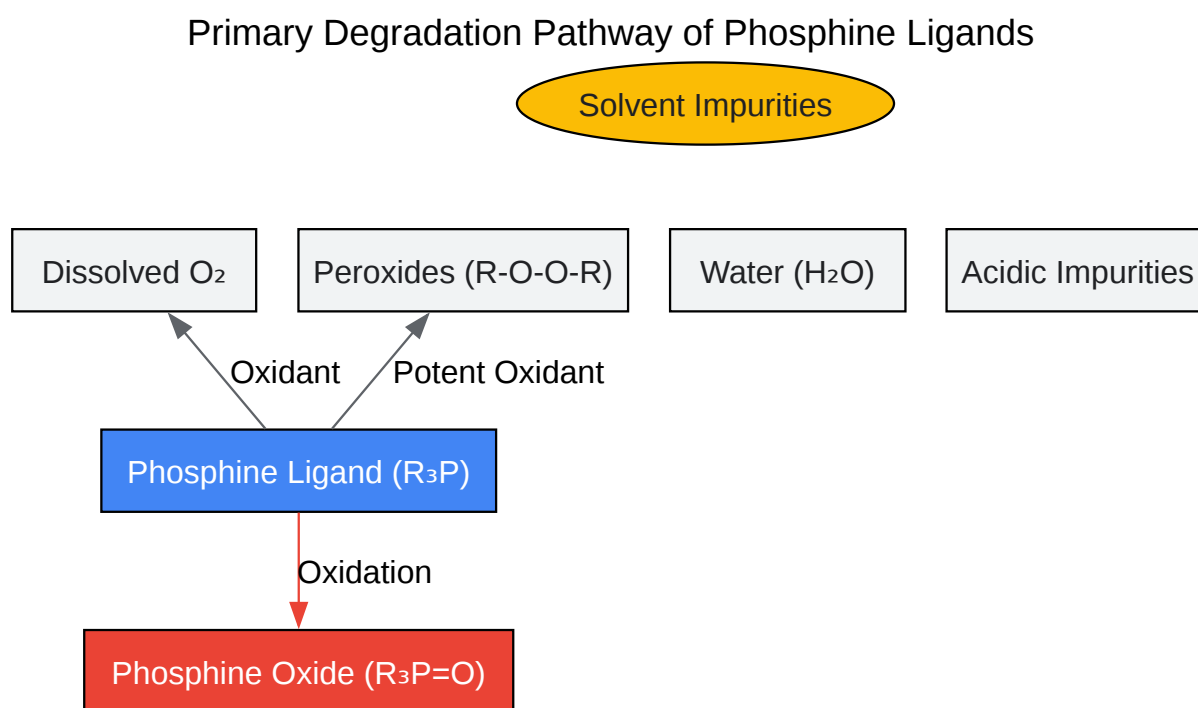 Primary Degradation Pathway of Phosphine Ligands
Solvent Impurities
Dissolved O₂
Peroxides (R-O-O-R)
Water (H₂O)
Acidic Impurities
Oxidant
Potent Oxidant
Phosphine Ligand (R₃P)
Oxidation
Phosphine Oxide (R₃P=O)